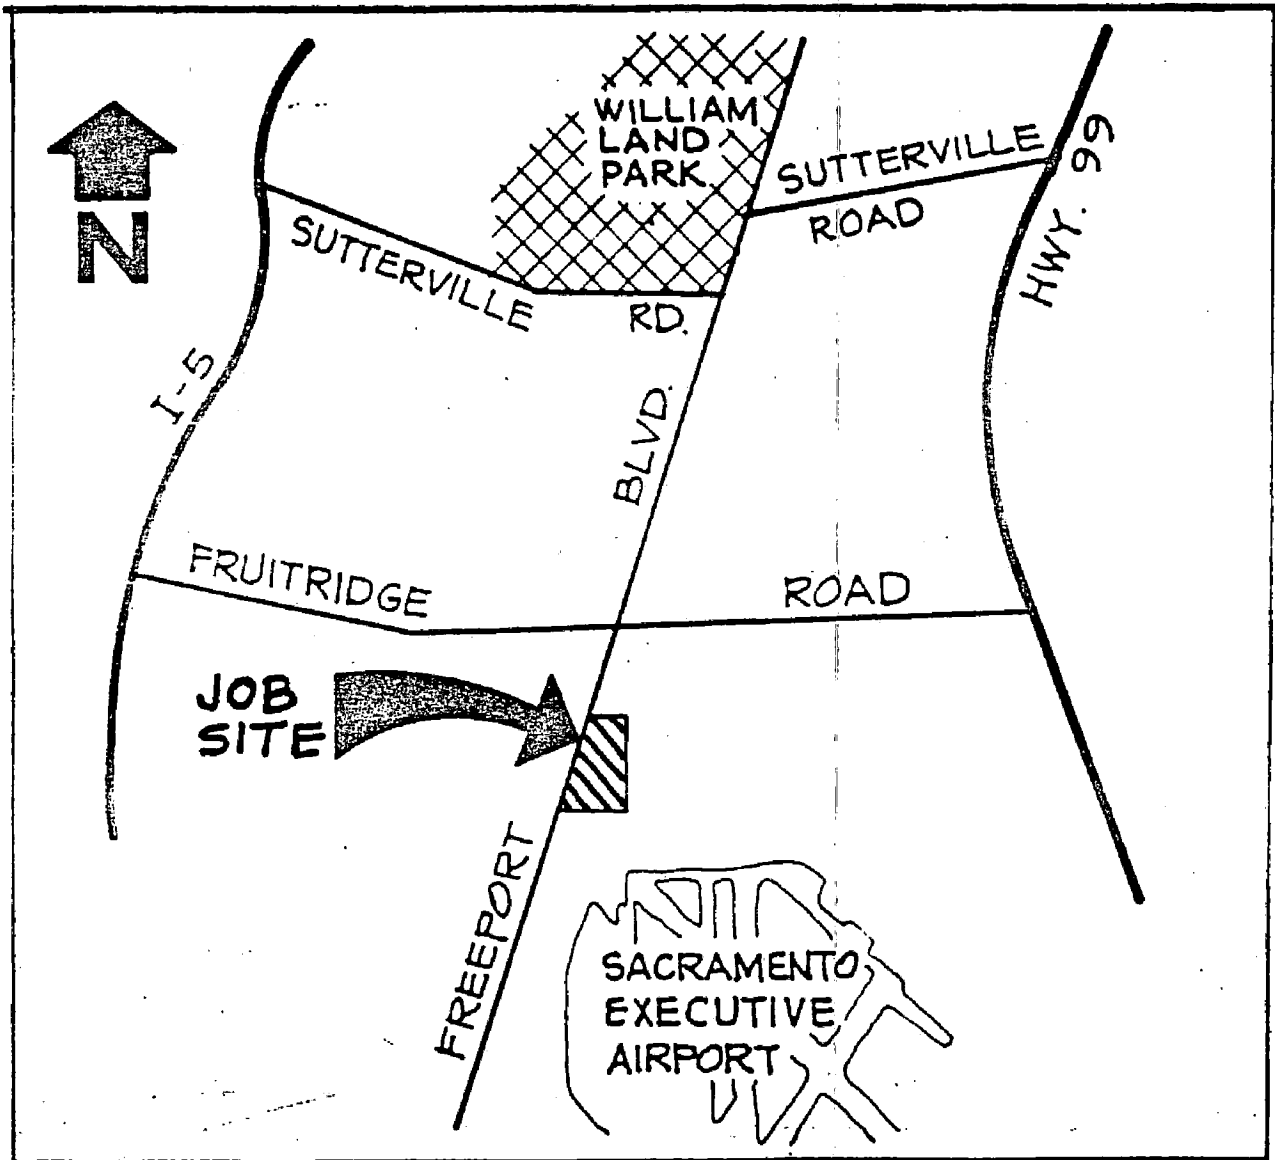 WILLIAM
LAND
PARK
SUTTERVILLE
ROAD
HWY. 99
N
SUTTERVILLE
RD.
I-5
BLVD.
FRUITRIDGE
ROAD
JOB
SITE
FREEPORT
SACRAMENTO
EXECUTIVE
AIRPORT